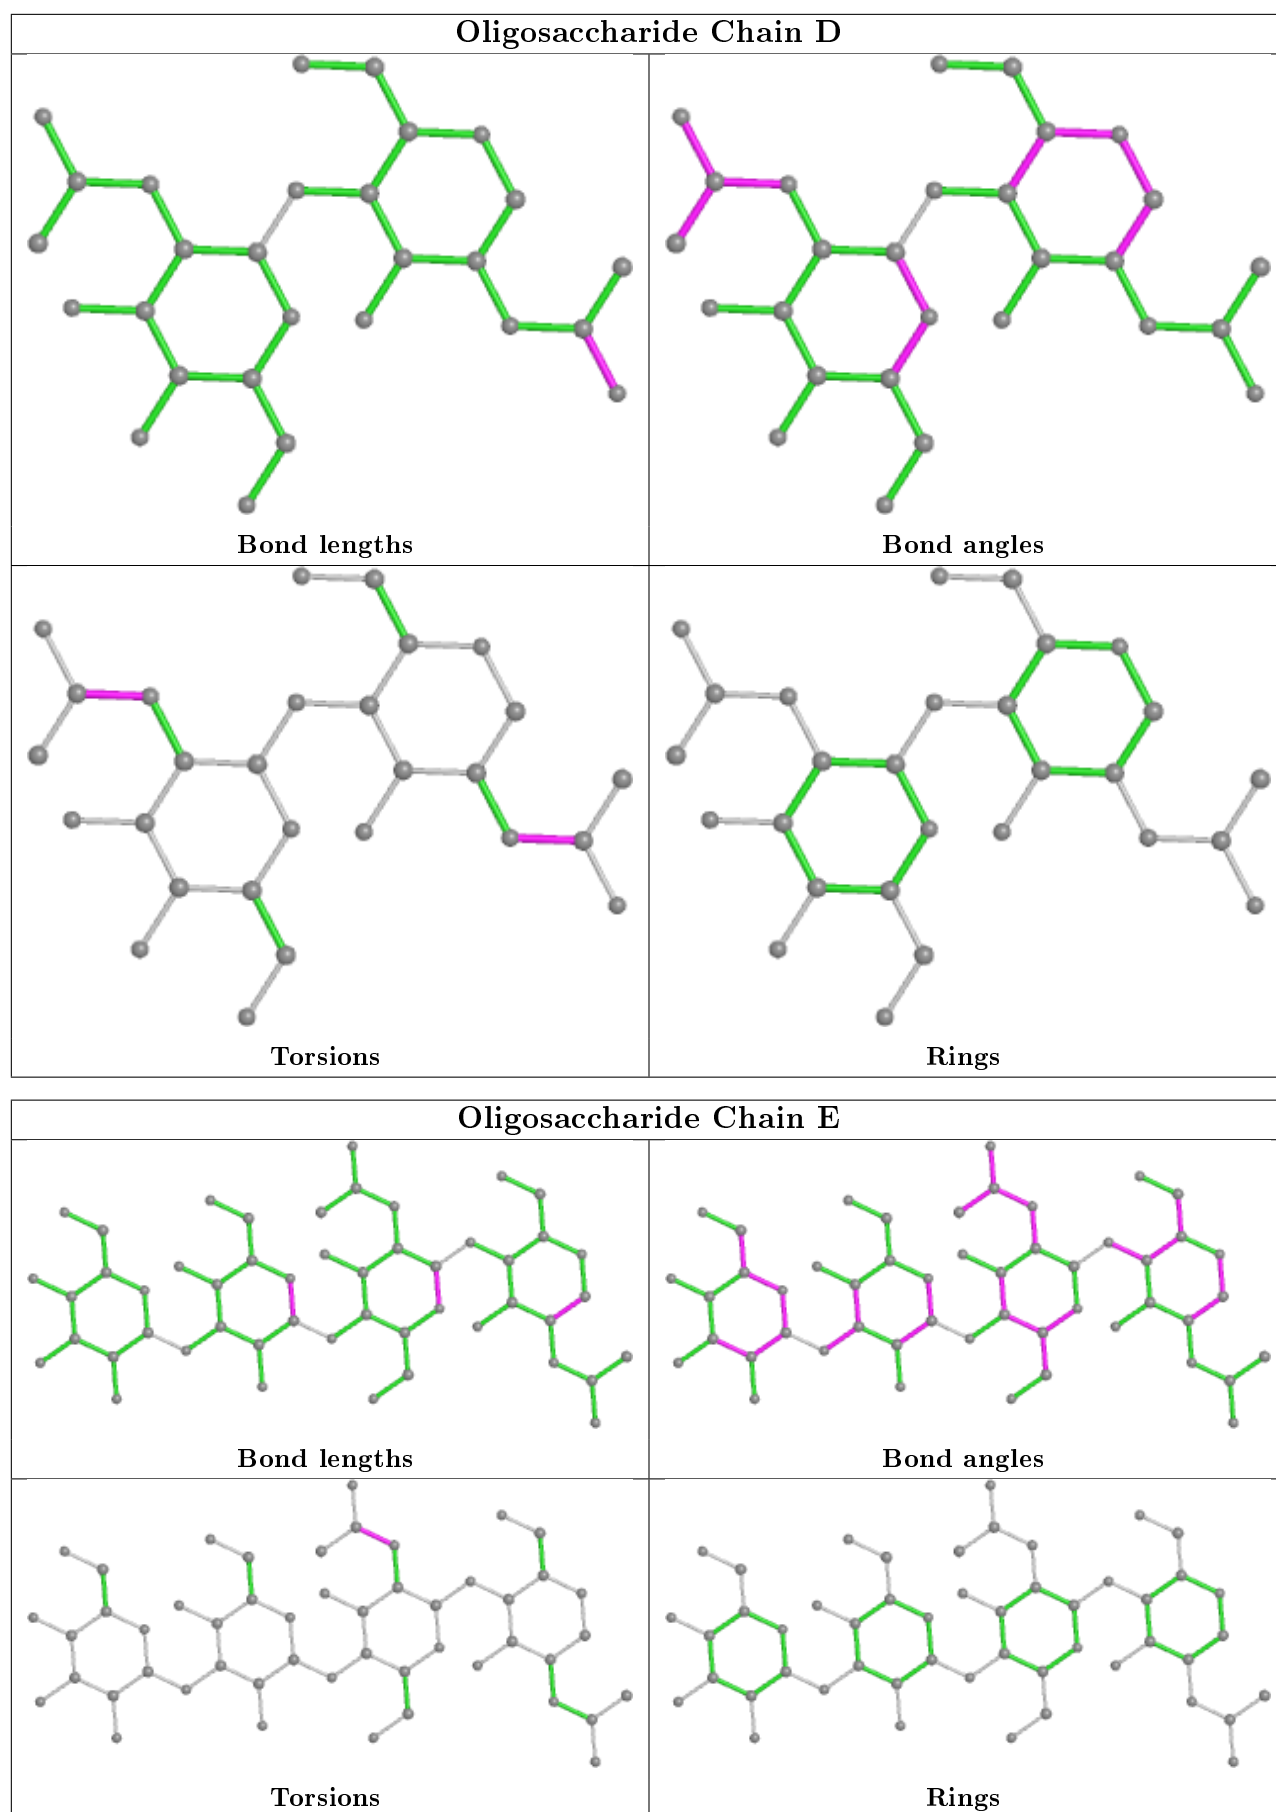 Oligosaccharide Chain D
Bond lengths
Bond angles
Torsions
Rings
Oligosaccharide Chain E
Bond lengths
Bond angles
Torsions
Rings